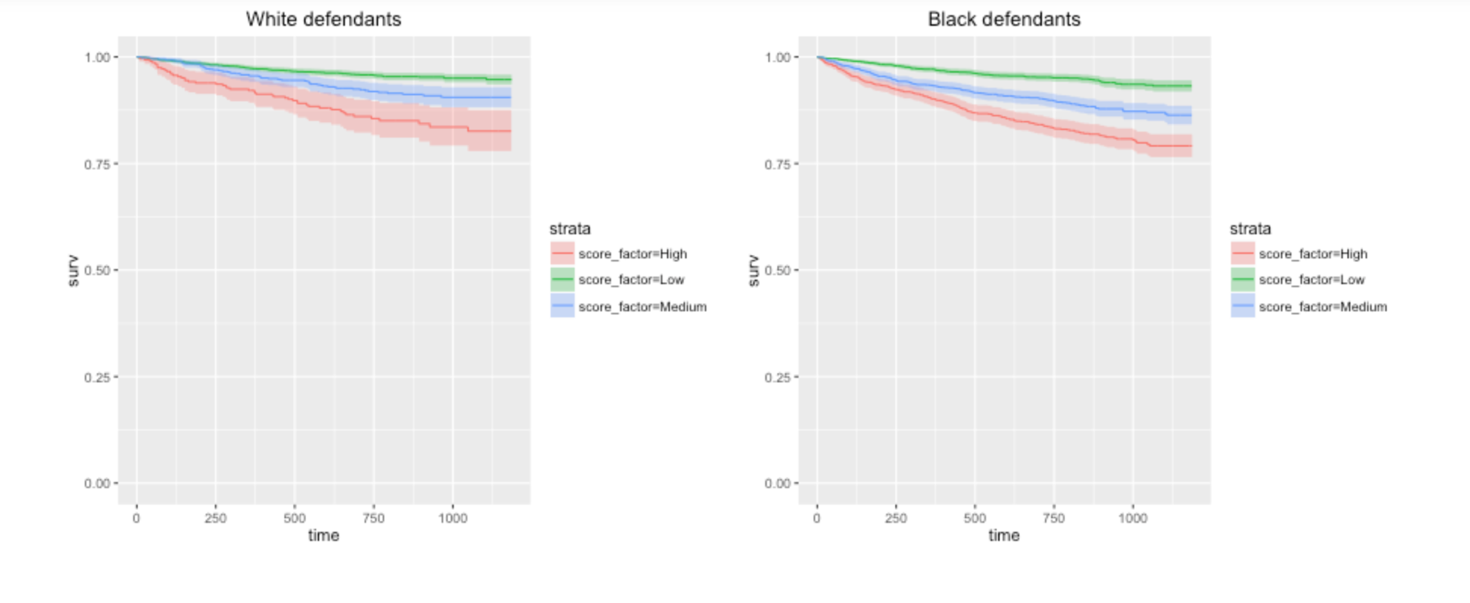 White defendants
1.00
0.75
0.50
0.25
0.00
surv
0 250 500 750 1000
time
strata
score_factor=High
score_factor=Low
score_factor=Medium
Black defendants
1.00
0.75
0.50
0.25
0.00
surv
0 250 500 750 1000
time
strata
score_factor=High
score_factor=Low
score_factor=Medium